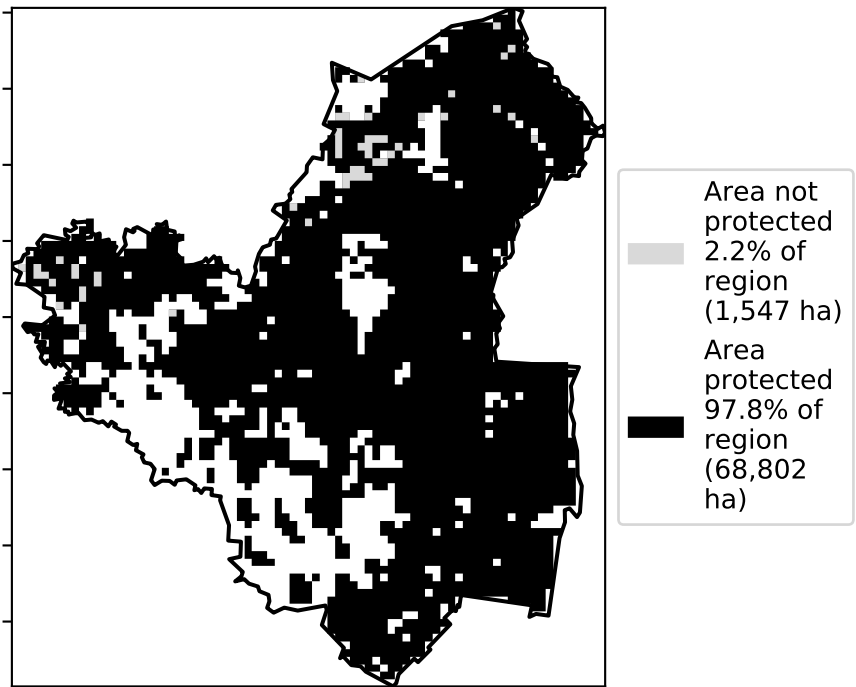 Area not
protected
2.2% of
region
(1,547 ha)
Area
protected
97.8% of
region
(68,802
ha)